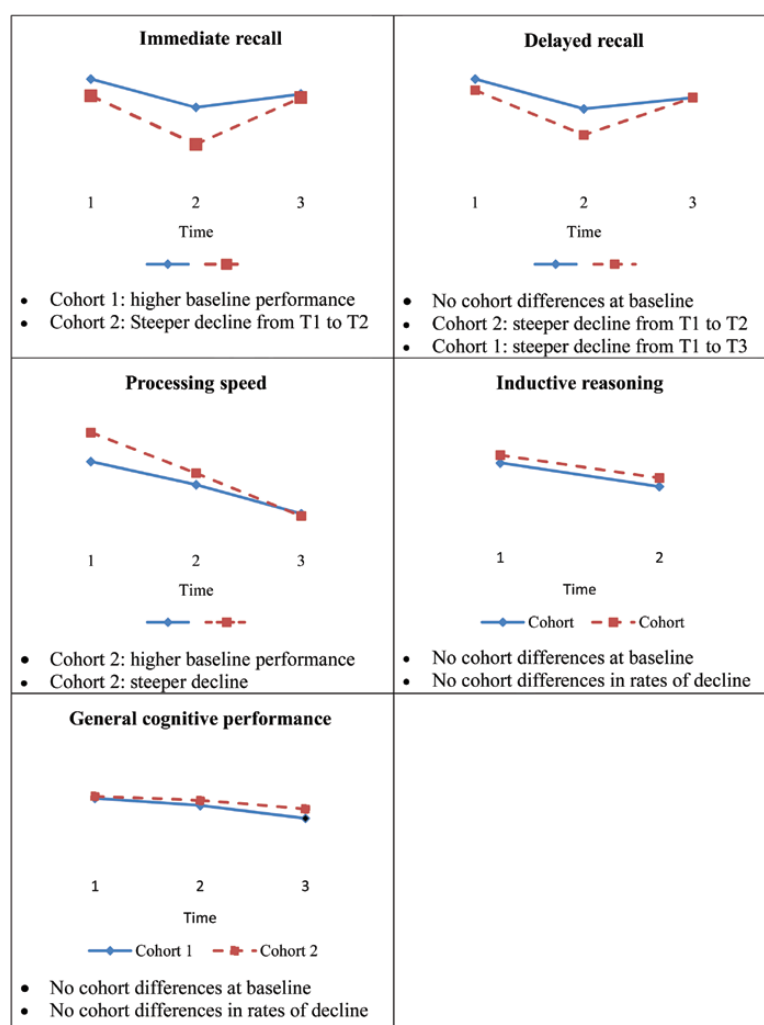 Immediate recall
1 2 3
Time
• Cohort 1: higher baseline performance
• Cohort 2: Steeper decline from T1 to T2
Delayed recall
1 2 3
Time
• No cohort differences at baseline
• Cohort 2: steeper decline from T1 to T2
• Cohort 1: steeper decline from T1 to T3
Processing speed
1 2 3
Time
• Cohort 2: higher baseline performance
• Cohort 2: steeper decline
Inductive reasoning
1 2
Time
Cohort Cohort
• No cohort differences at baseline
• No cohort differences in rates of decline
General cognitive performance
1 2 3
Time
Cohort 1 Cohort 2
• No cohort differences at baseline
• No cohort differences in rates of decline